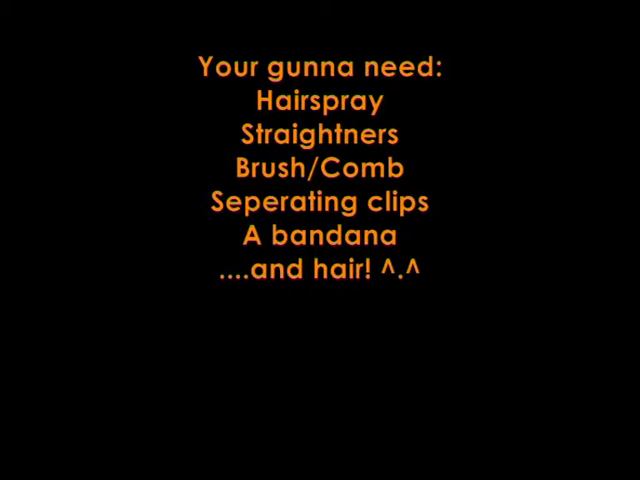 Your gunna need:
Hairspray
Straightners
Brush/Comb
Seperating clips
A bandana
....and hair! ^.^